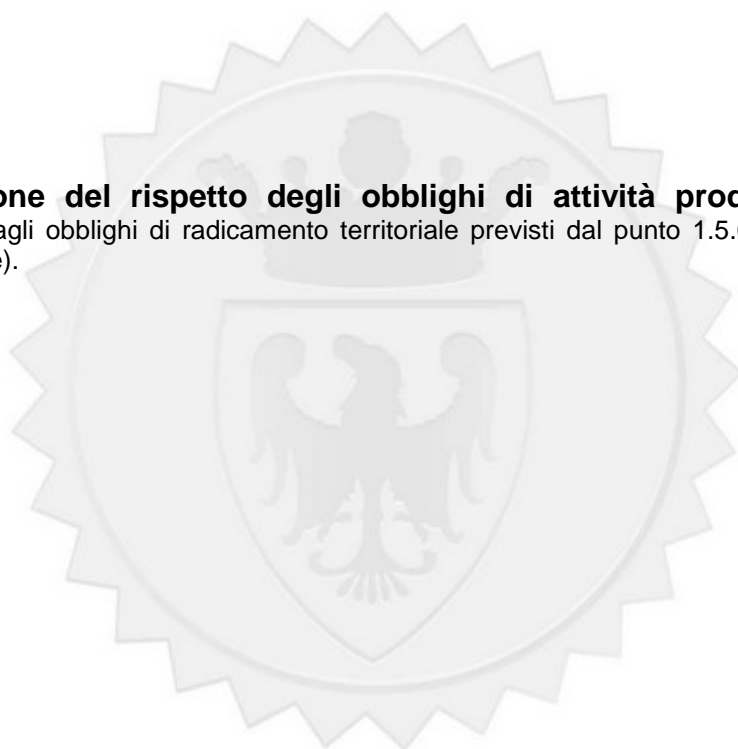 one del rispetto degli obblighi di attività prod
agli obblighi di radicamento territoriale previsti dal punto 1.5.
e).